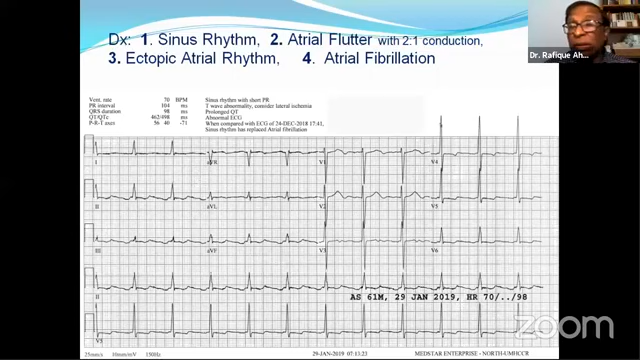 Dx: 1. Sinus Rhythm, 2. Atrial Flutter with 2:1 conduction,
3. Ectopic Atrial Rhythm, 4. Atrial Fibrillation
Dr. Rafique Ah...
Vent. rate 70 BPM
PR interval 104 ms
QRS duration 98 ms
QT/QTc 462/498 ms
P-R-T axes 56 40 -71
Sinus rhythm with short PR
T wave abnormality, consider lateral ischemia
Prolonged QT
Abnormal ECG
When compared with ECG of 24-DEC-2018 17:41,
Sinus rhythm has replaced Atrial fibrillation
I aVR V1 V4
II aVL V2 V5
III aVF V3 V6
II
AS 61M, 29 JAN 2019, HR 70/../98
V5
zoom
25mm/s 10mm/mV 150Hz 29-JAN-2019 07:13:23 MEDSTAR ENTERPRISE - NORTH-UMHCCR